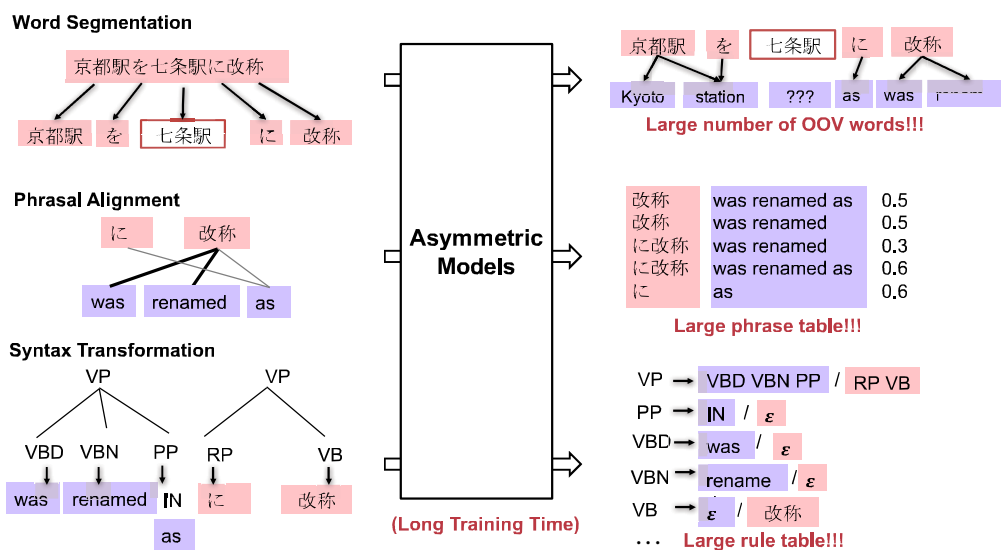 Word Segmentation
京都駅を七条駅に改称
京都駅 を 七条駅 に 改称
Phrasal Alignment
に 改称
was renamed as
Syntax Transformation
VP VP
VBD VBN PP RP VB
was renamed IN に 改称
as
Asymmetric
Models
(Long Training Time)
京都駅 を 七条駅 に 改称
Kyoto station ??? as was
Large number of OOV words!!!
改称 was renamed as 0.5
改称 was renamed 0.5
に改称 was renamed 0.3
に改称 was renamed as 0.6
に as 0.6
Large phrase table!!!
VP VBD VBN PP / RP VB
PP IN / ε
VBD was / ε
VBN rename / ε
VB ε / 改称
... Large rule table!!!